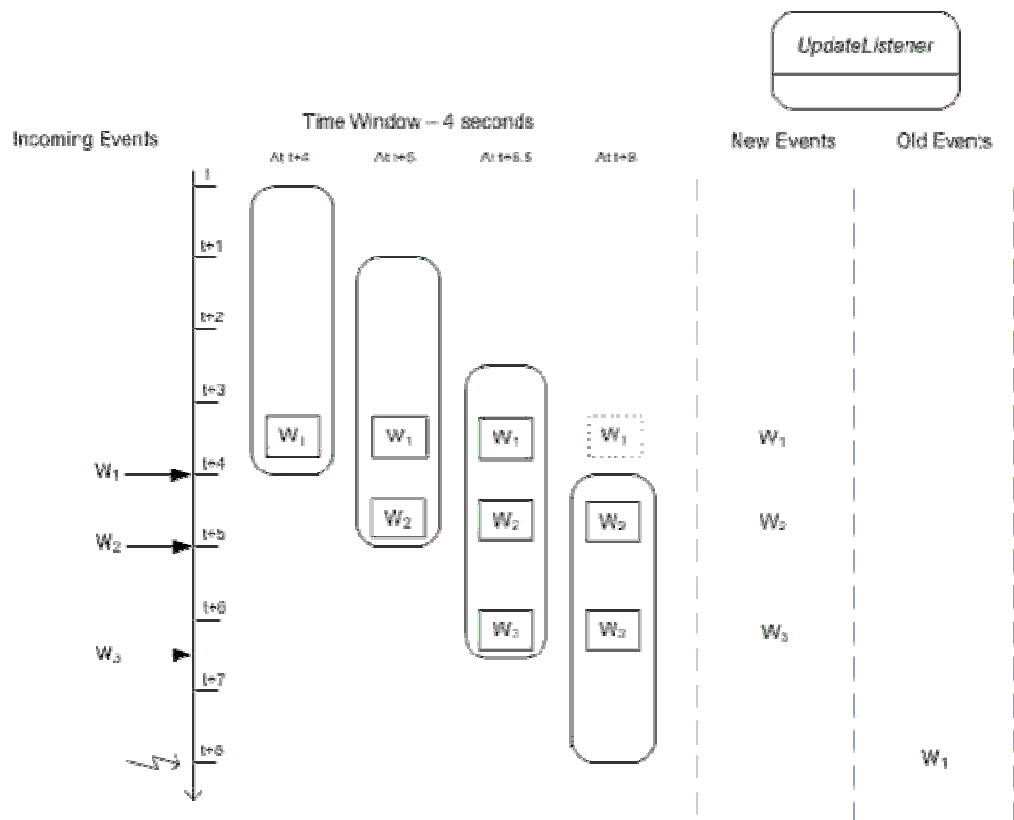 UpdateListener
Time Window – 4 seconds
Incoming Events
New Events
Old Events
At t+4
At t+5
At t+6.5
At t+8
t
t+1
t+2
t+3
W1
W1
W1
W1
W1
W1
t+4
W2
W2
W2
W2
W2
t+5
t+6
W3
W3
W3
W3
t+7
t+8
W1